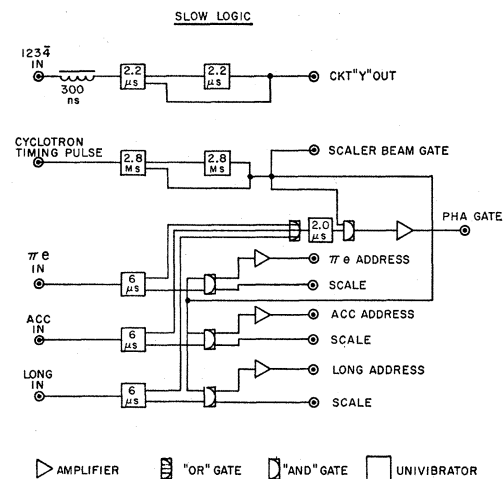 SLOW LOGIC
1234̄
IN
300
ns
2.2
μs
2.2
μs
CKT"Y"OUT
CYCLOTRON
TIMING PULSE
2.8
MS
2.8
MS
SCALER BEAM GATE
2.0
μs
PHA GATE
πe
IN
6
μs
πe ADDRESS
SCALE
ACC
IN
6
μs
ACC ADDRESS
SCALE
LONG
IN
6
μs
LONG ADDRESS
SCALE
AMPLIFIER
"OR" GATE
"AND" GATE
UNIVIBRATOR